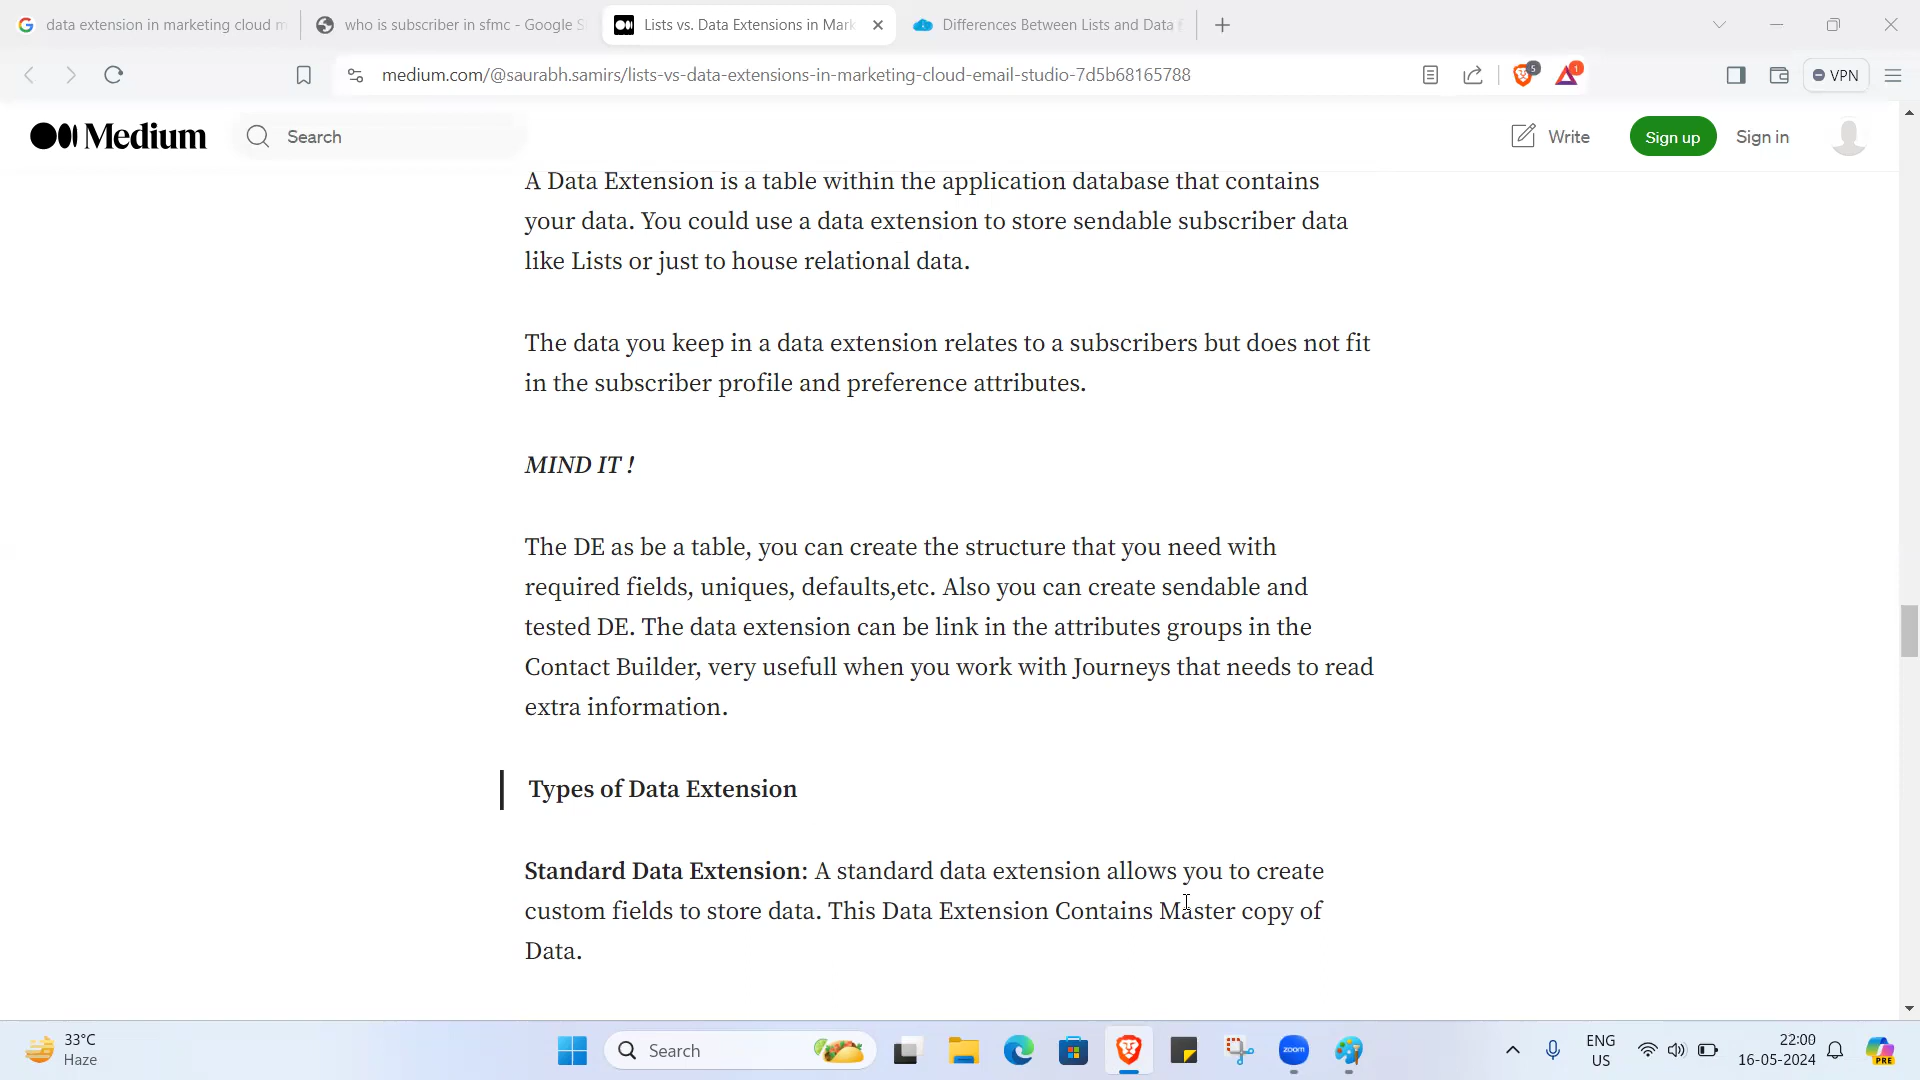 data extension in marketing cloud m
who is subscriber in sfmc - Google S
Lists vs. Data Extensions in Mark
Differences Between Lists and Data
medium.com/@saurabh.samirs/lists-vs-data-extensions-in-marketing-cloud-email-studio-7d5b68165788
5
1
VPN
Medium
Search
Write
Sign up
Sign in
A Data Extension is a table within the application database that contains
your data. You could use a data extension to store sendable subscriber data
like Lists or just to house relational data.
The data you keep in a data extension relates to a subscribers but does not fit
in the subscriber profile and preference attributes.
MIND IT !
The DE as be a table, you can create the structure that you need with
required fields, uniques, defaults,etc. Also you can create sendable and
tested DE. The data extension can be link in the attributes groups in the
Contact Builder, very usefull when you work with Journeys that needs to read
extra information.
Types of Data Extension
Standard Data Extension: A standard data extension allows you to create
custom fields to store data. This Data Extension Contains Master copy of
Data.
33°C
Haze
Search
zoom
ENG
US
22:00
16-05-2024
PRE